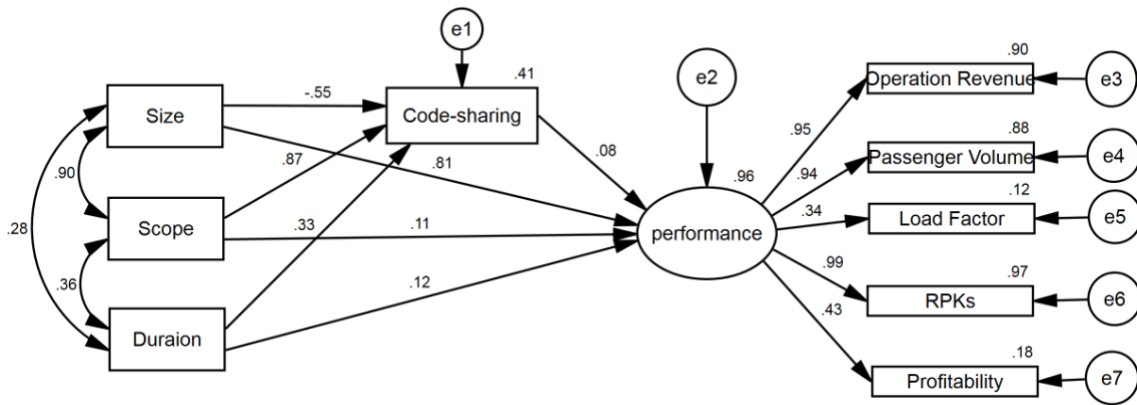 e1
.41
Code-sharing
Size
-.55
.87
.81
.08
.90
.28
Scope
.33
.11
.36
.12
Duraion
e2
.96
performance
.95
.94
.34
.99
.43
.90
Operation Revenue
e3
.88
Passenger Volume
e4
.12
Load Factor
e5
.97
RPKs
e6
.18
Profitability
e7